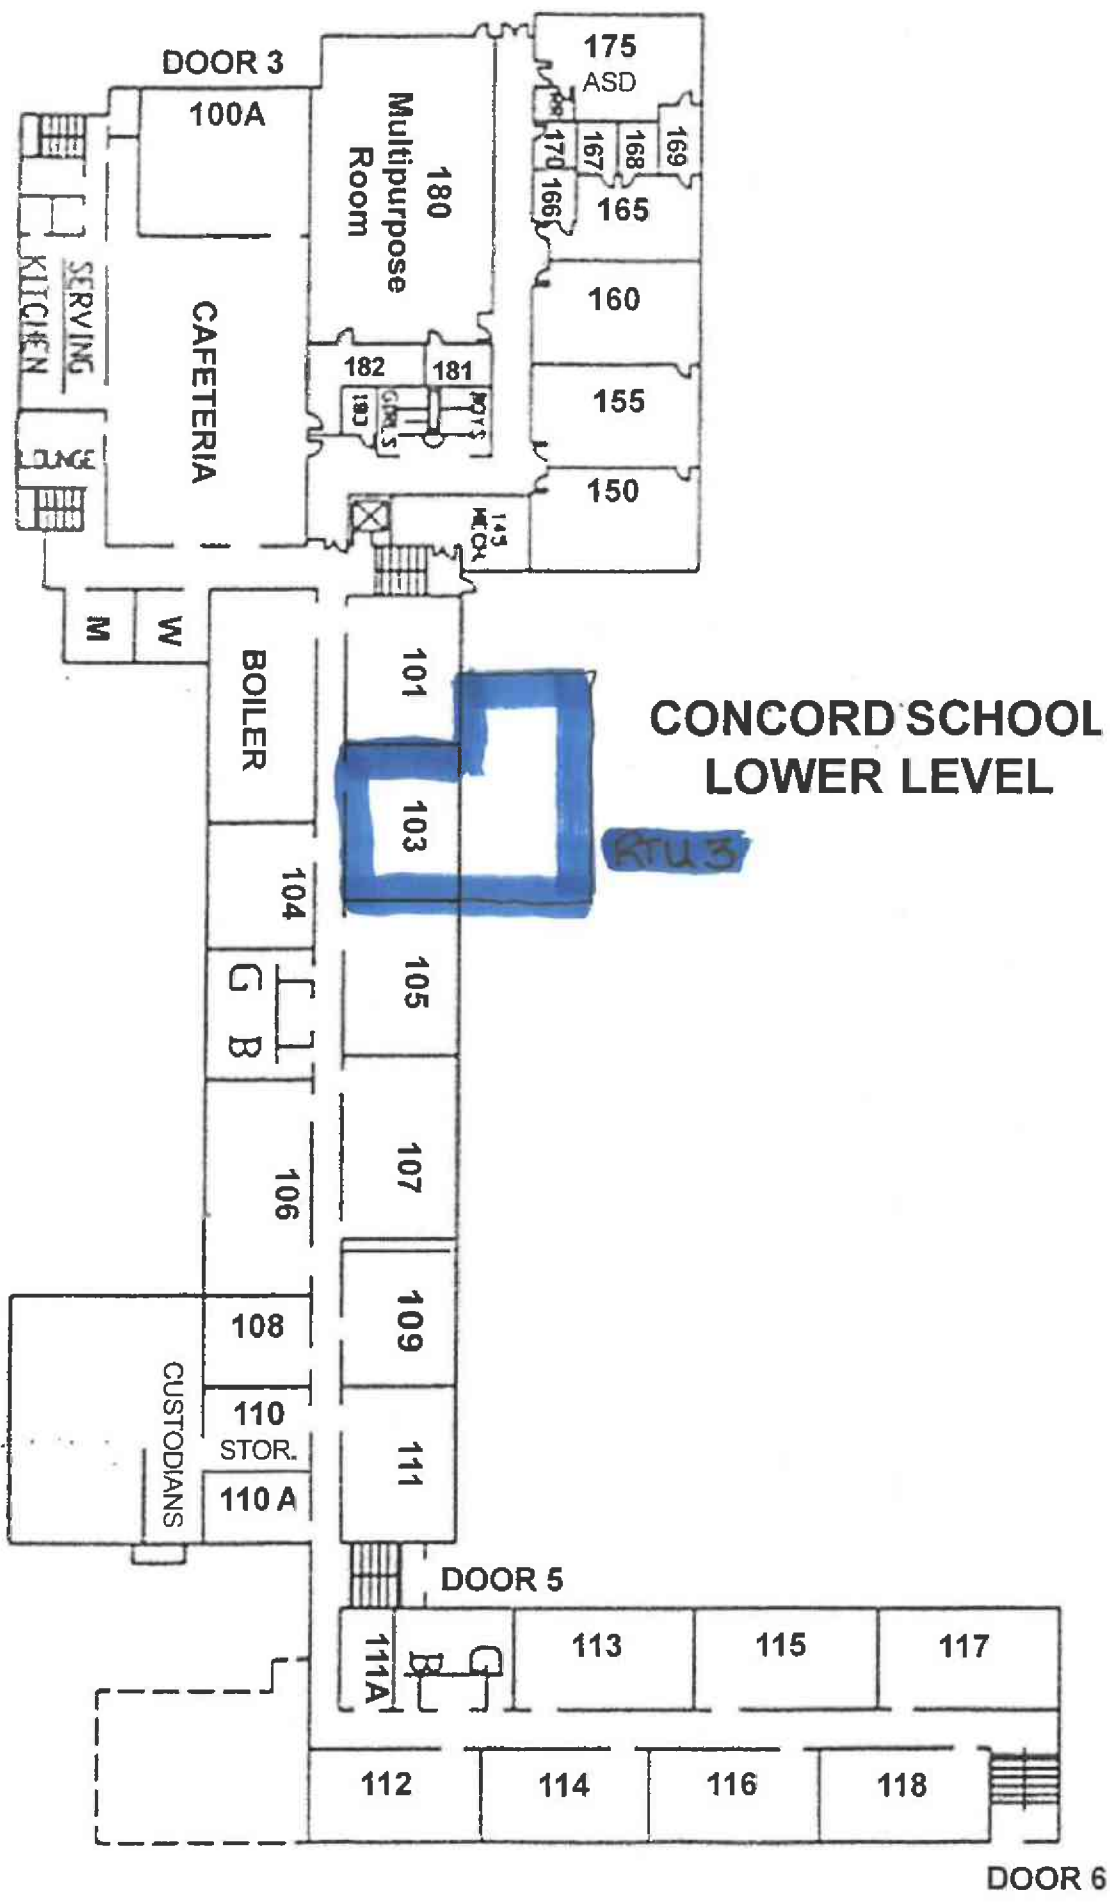 DOOR 3
175
ASD
100A
RR
180
Multipurpose
Room
170
167
168
169
166
165
KITCHEN
SERVING
CAFETERIA
160
182
181
155
183
GIRLS
BOYS
LOUNGE
150
145
MECH.
M
W
BOILER
101
CONCORD SCHOOL
LOWER LEVEL
103
RTU 3
104
105
G
B
107
106
109
108
CUSTODIANS
110
STOR.
111
110 A
DOOR 5
111A
B
G
113
115
117
112
114
116
118
DOOR 6